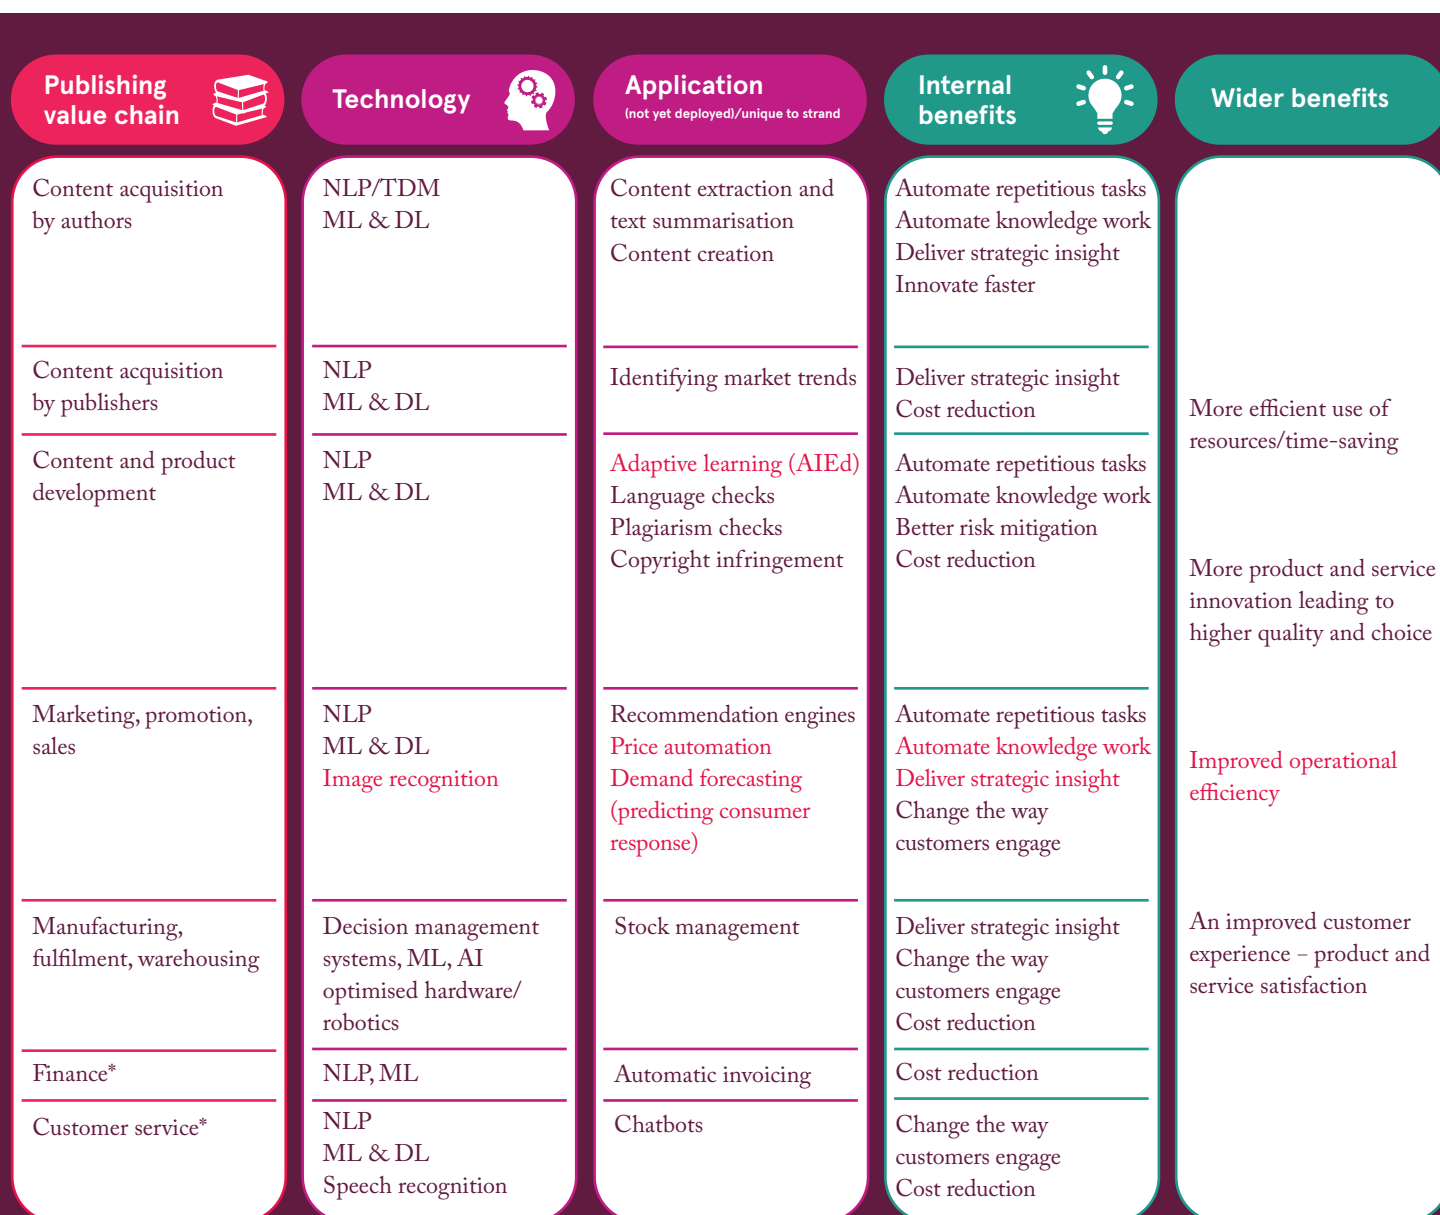 Publishing
value chain
Technology
Application
(not yet deployed)/unique to strand
Internal
benefits
Wider benefits
Content acquisition
by authors
NLP/TDM
ML & DL
Content extraction and
text summarisation
Content creation
Automate repetitious tasks
Automate knowledge work
Deliver strategic insight
Innovate faster
Content acquisition
by publishers
NLP
ML & DL
Identifying market trends
Deliver strategic insight
Cost reduction
Content and product
development
NLP
ML & DL
Adaptive learning (AIEd)
Language checks
Plagiarism checks
Copyright infringement
Automate repetitious tasks
Automate knowledge work
Better risk mitigation
Cost reduction
Marketing, promotion,
sales
NLP
ML & DL
Image recognition
Recommendation engines
Price automation
Demand forecasting
(predicting consumer
response)
Automate repetitious tasks
Automate knowledge work
Deliver strategic insight
Change the way
customers engage
Manufacturing,
fulfilment, warehousing
Decision management
systems, ML, AI
optimised hardware/
robotics
Stock management
Deliver strategic insight
Change the way
customers engage
Cost reduction
Finance*
NLP, ML
Automatic invoicing
Cost reduction
Customer service*
NLP
ML & DL
Speech recognition
Chatbots
Change the way
customers engage
Cost reduction
More efficient use of
resources/time-saving
More product and service
innovation leading to
higher quality and choice
Improved operational
efficiency
An improved customer
experience – product and
service satisfaction